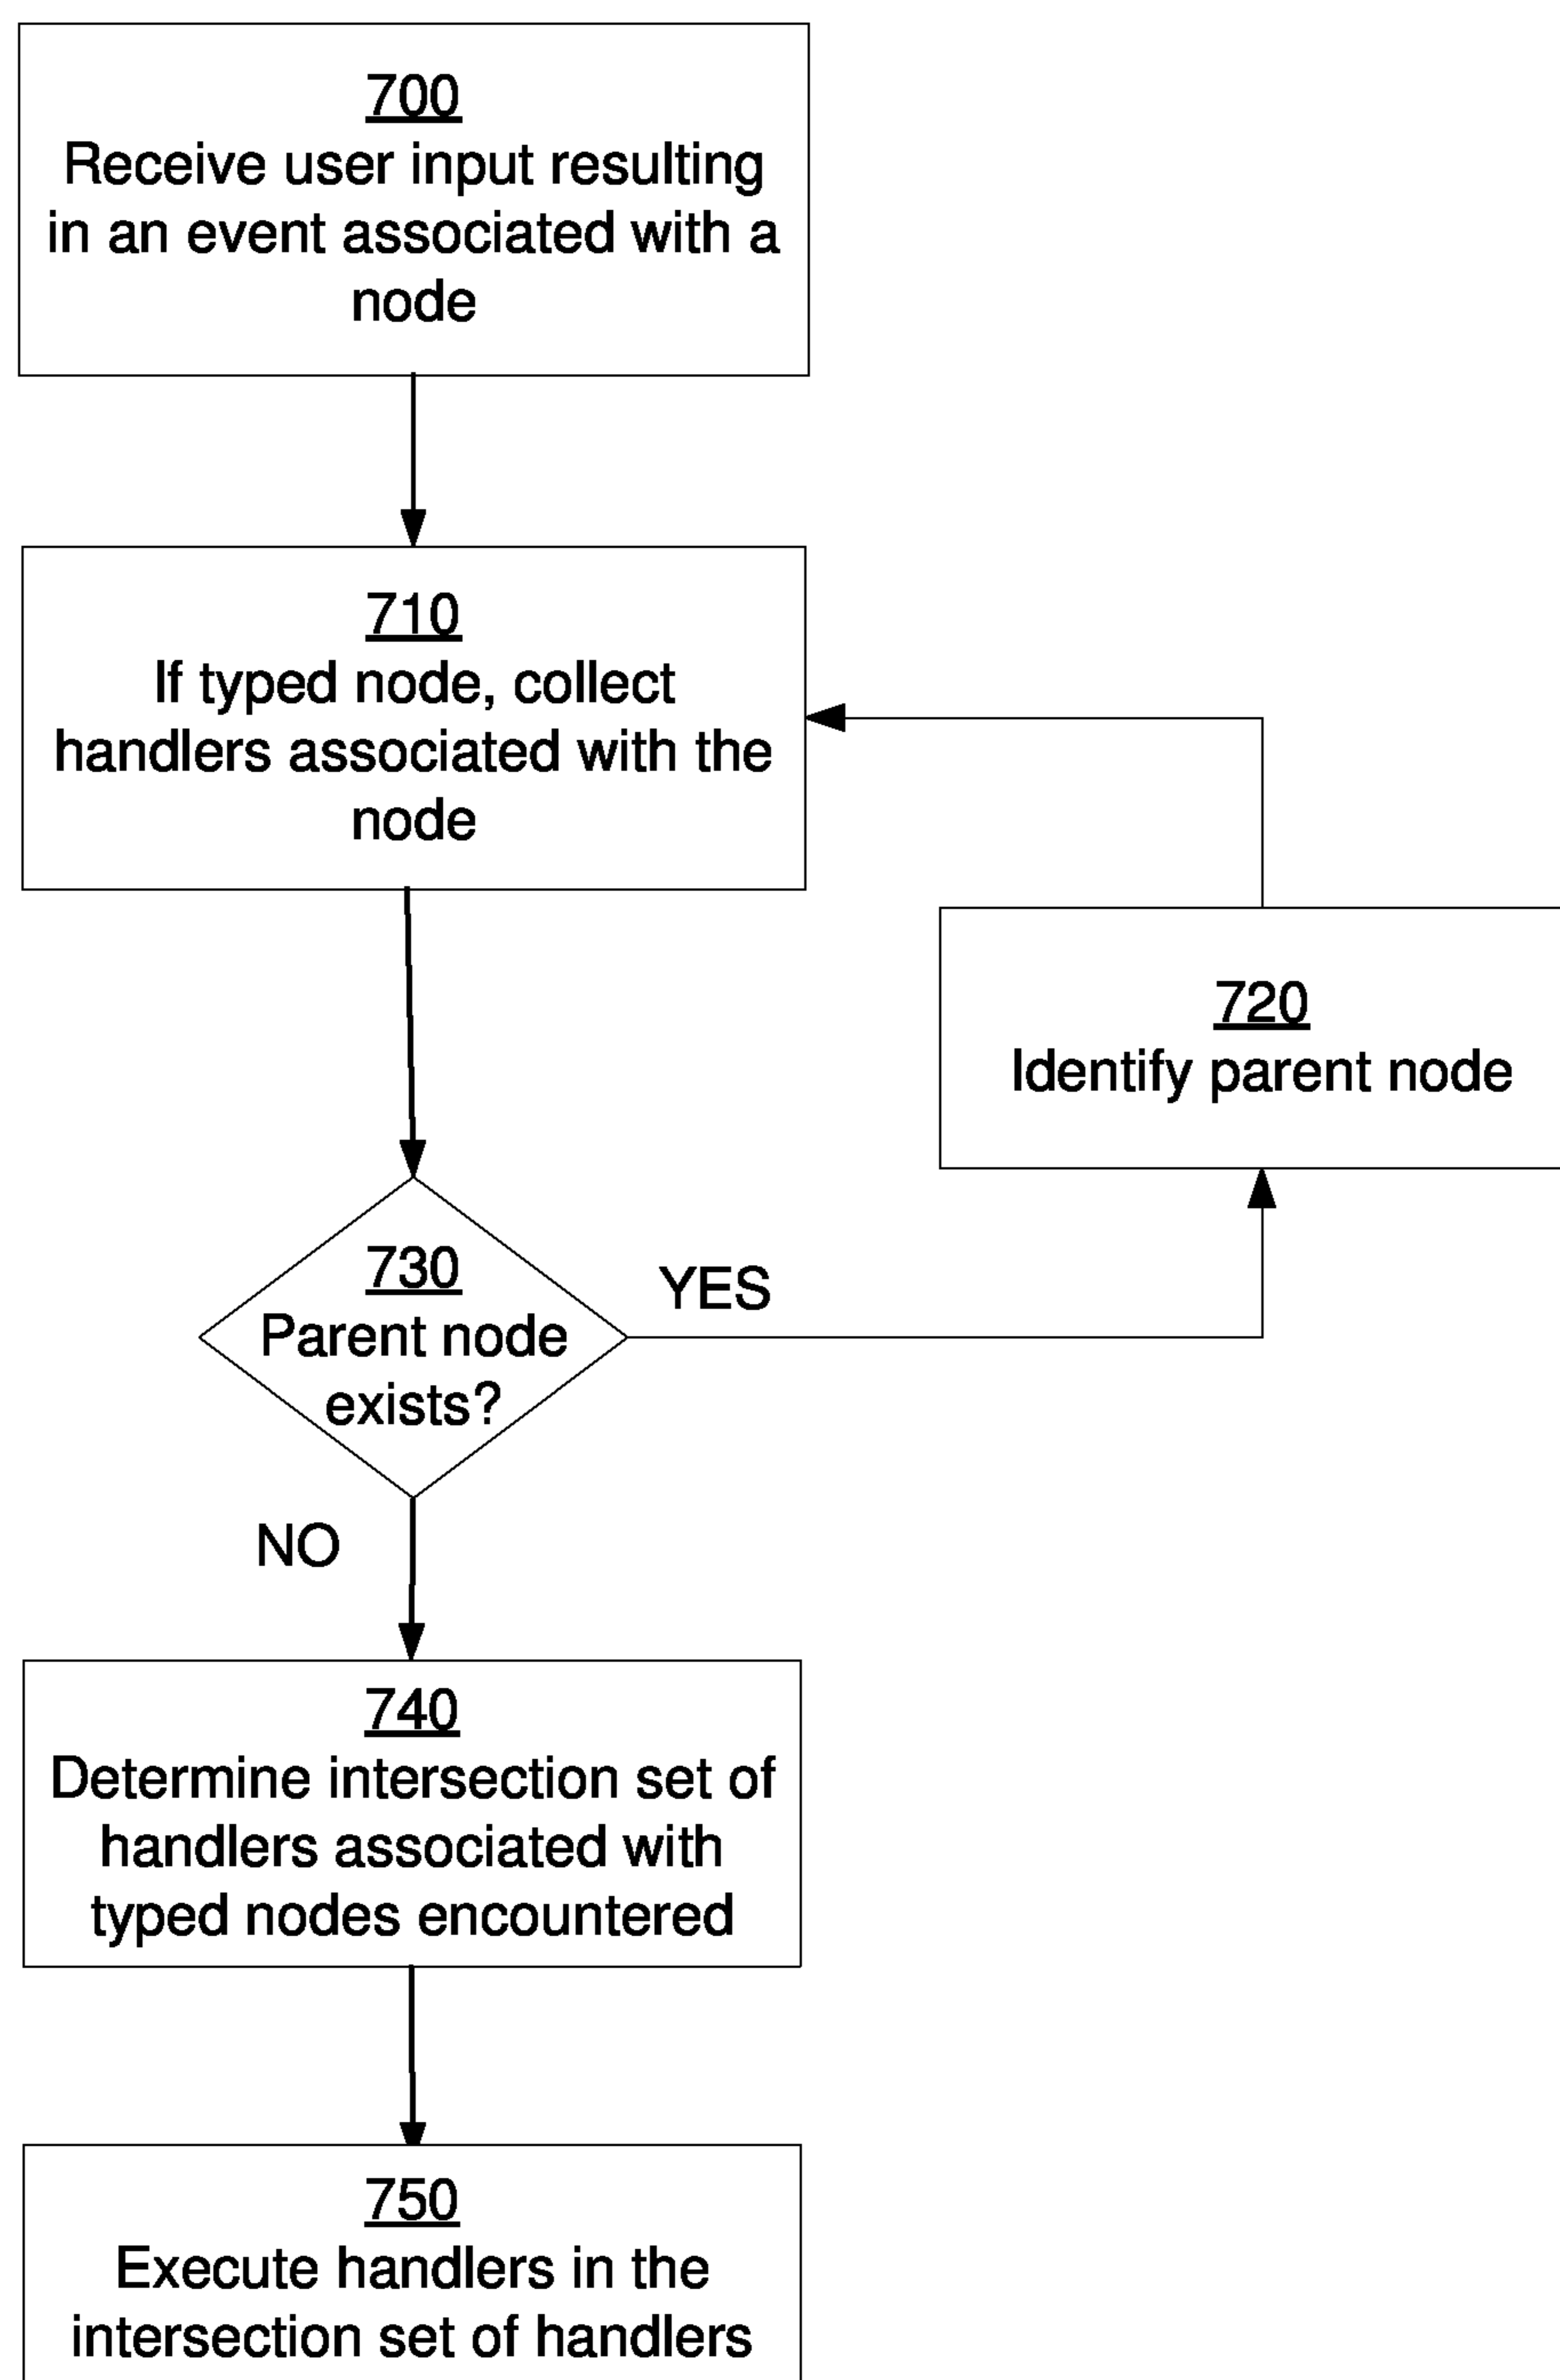 700
Receive user input resulting
in an event associated with a
node
710
If typed node, collect
handlers associated with the
node
720
Identify parent node
730
Parent node
exists?
YES
NO
740
Determine intersection set of
handlers associated with
typed nodes encountered
750
Execute handlers in the
intersection set of handlers